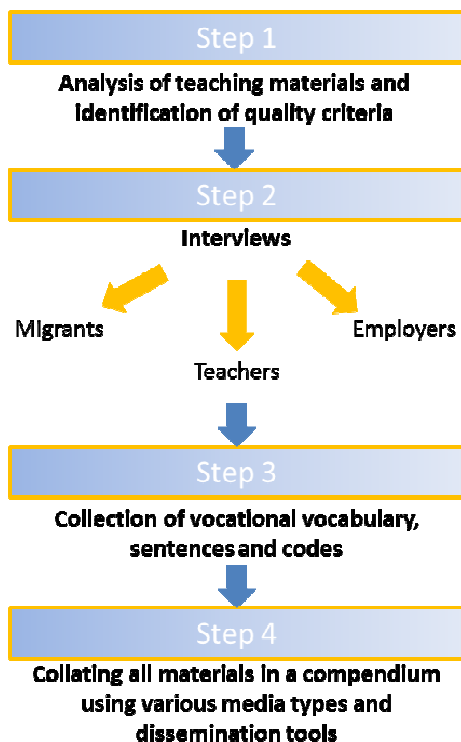 Step 1
Analysis of teaching materials and
identification of quality criteria
Step 2
Interviews
MIgrants
Employers
Teachers
Step 3
Collection of vocational vocabulary,
sentences and codes
Step 4
Collating all materials in a compendium
using various media types and
dissemination tools